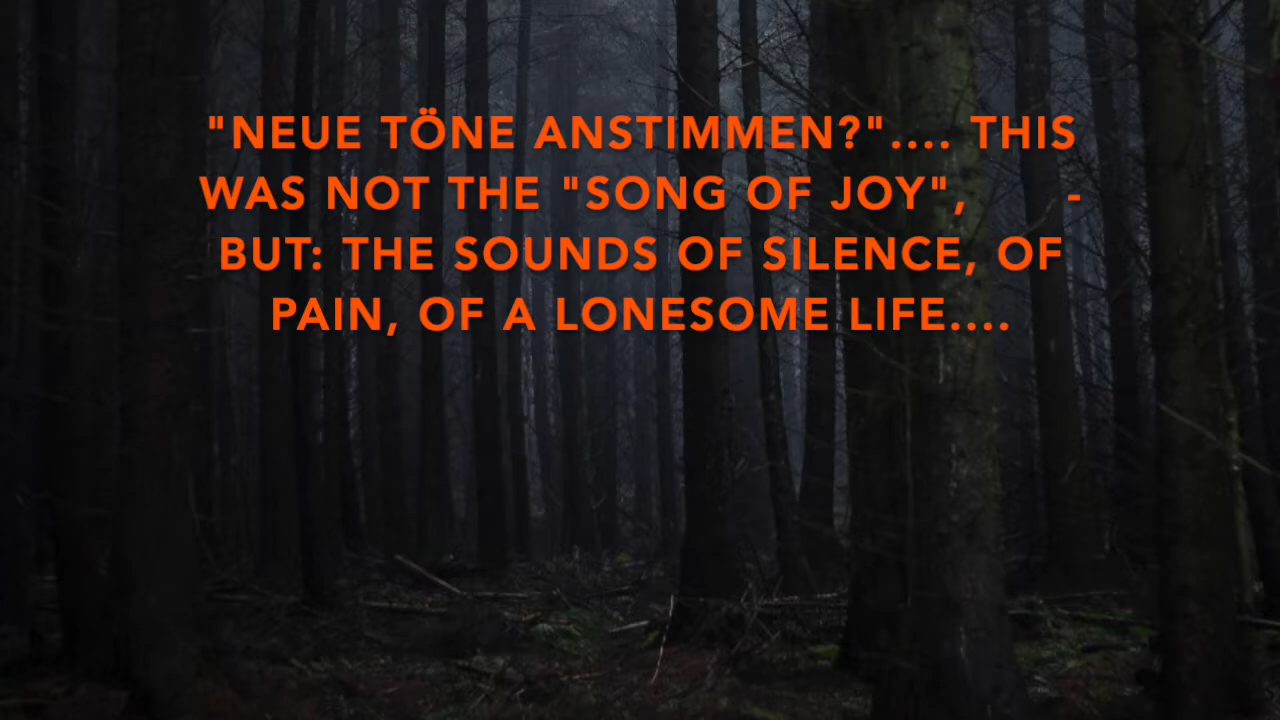 "NEUE TÖNE ANSTIMMEN?".... THIS
WAS NOT THE "SONG OF JOY", -
BUT: THE SOUNDS OF SILENCE, OF
PAIN, OF A LONESOME LIFE....